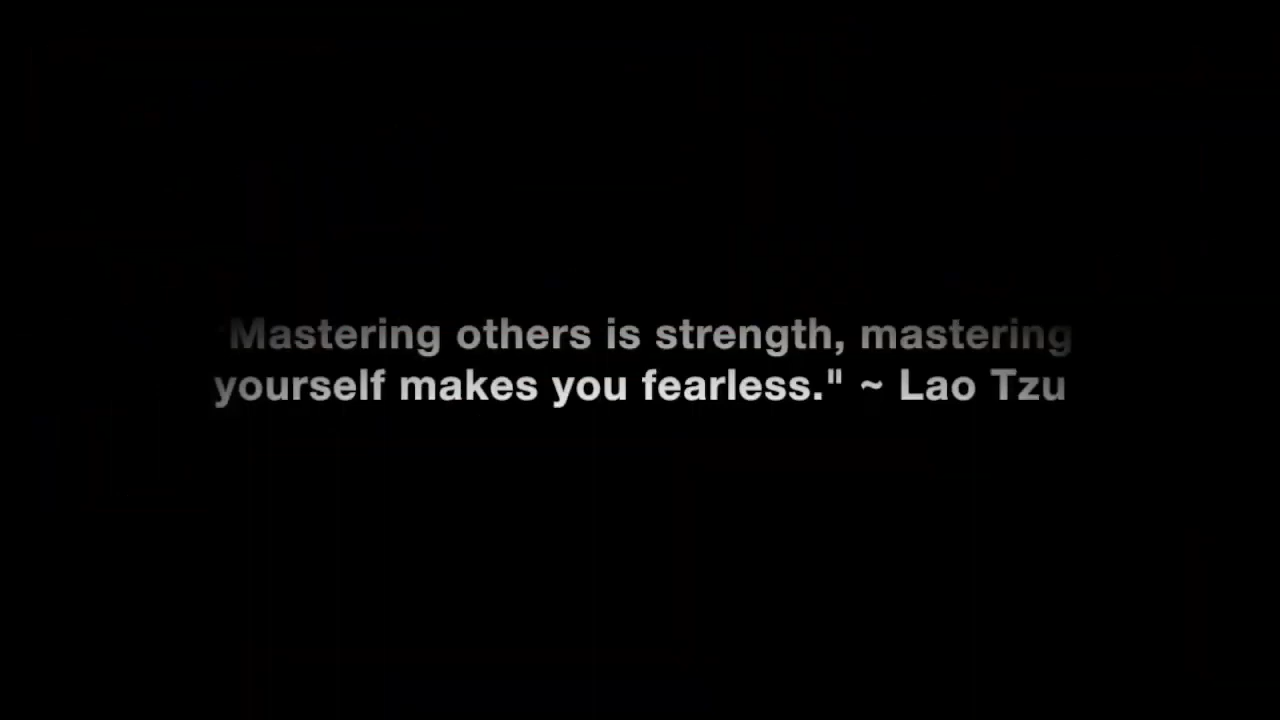 "Mastering others is strength, mastering
yourself makes you fearless." ~ Lao Tzu